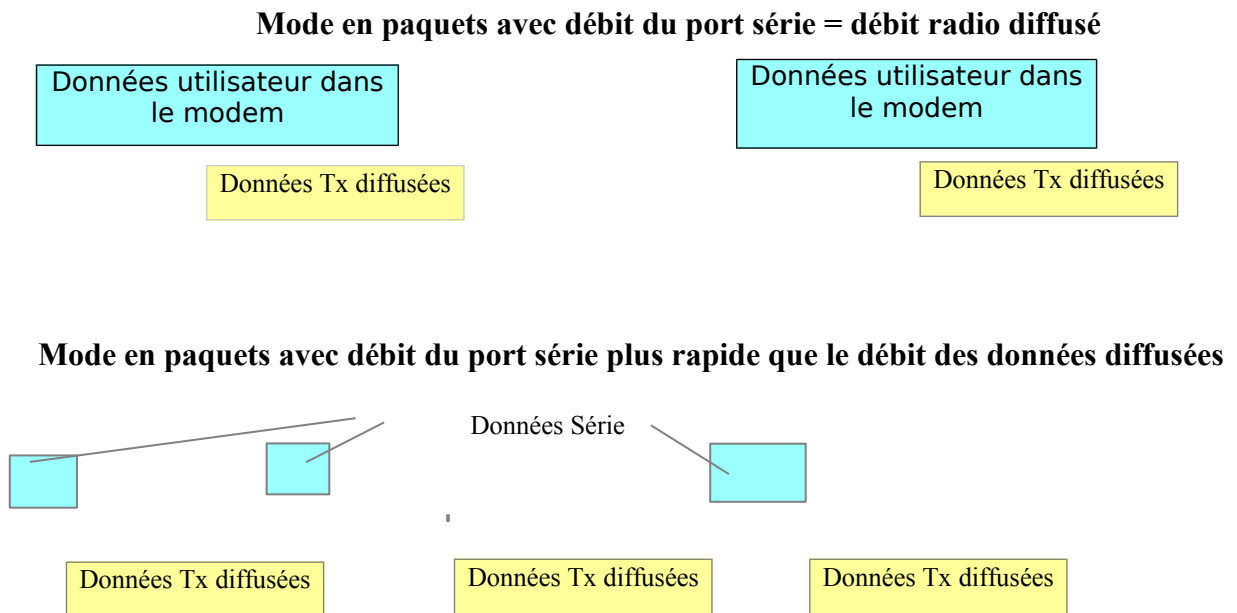 Mode en paquets avec débit du port série = débit radio diffusé
Données utilisateur dans
le modem
Données utilisateur dans
le modem
Données Tx diffusées
Données Tx diffusées
Mode en paquets avec débit du port série plus rapide que le débit des données diffusées
Données Série
Données Tx diffusées
Données Tx diffusées
Données Tx diffusées